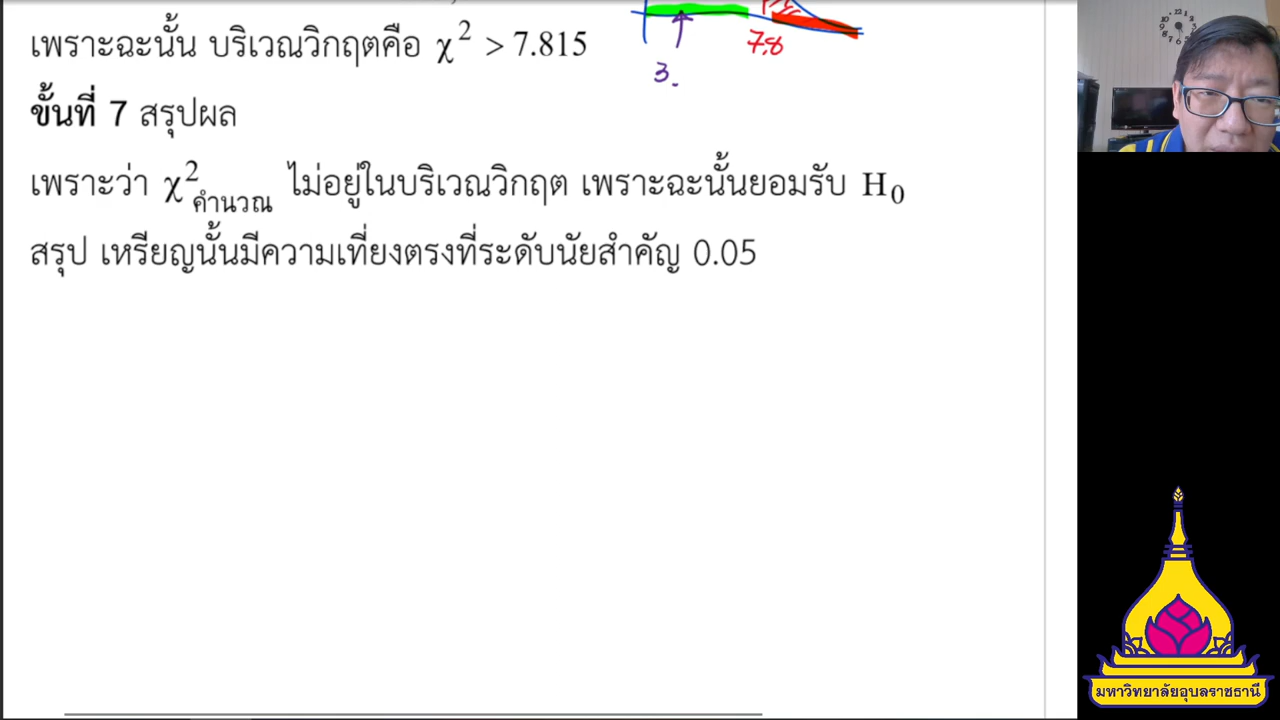 เพราะฉะนั้น บริเวณวิกฤตคือ χ² > 7.815
7.8
3.
ขั้นที่ 7 สรุปผล
เพราะว่า χ²คำนวณ ไม่อยู่ในบริเวณวิกฤต เพราะฉะนั้นยอมรับ H₀
สรุป เหรียญนั้นมีความเที่ยงตรงที่ระดับนัยสำคัญ 0.05
มหาวิทยาลัยอุบลราชธานี